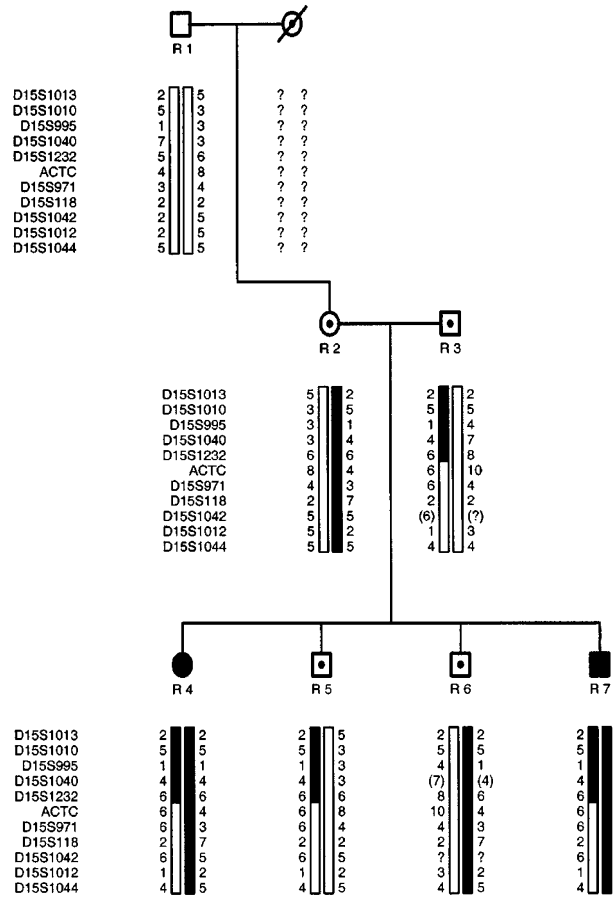 R 1
D15S1013 2 5 ? ?
D15S1010 5 3 ? ?
D15S995 1 3 ? ?
D15S1040 7 3 ? ?
D15S1232 5 6 ? ?
ACTC 4 8 ? ?
D15S971 3 4 ? ?
D15S118 2 2 ? ?
D15S1042 2 5 ? ?
D15S1012 2 5 ? ?
D15S1044 5 5 ? ?
R 2 R 3
D15S1013 5 2 2 2
D15S1010 3 5 5 5
D15S995 3 1 1 4
D15S1040 3 4 4 7
D15S1232 6 6 6 8
ACTC 8 4 6 10
D15S971 4 3 6 4
D15S118 2 7 2 2
D15S1042 5 5 (6) (?)
D15S1012 5 2 1 3
D15S1044 5 5 4 4
R 4 R 5 R 6 R 7
D15S1013 2 2 2 5 2 2 2
D15S1010 5 5 5 3 5 5 5
D15S995 1 1 1 3 4 1 1
D15S1040 4 4 4 3 (7) (4) 4
D15S1232 6 6 6 6 8 6 6
ACTC 6 4 6 8 10 4 6
D15S971 6 3 6 4 4 3 6
D15S118 2 7 2 2 2 7 2
D15S1042 6 5 6 5 ? ? 6
D15S1012 1 2 1 2 3 2 1
D15S1044 4 5 4 5 4 5 4